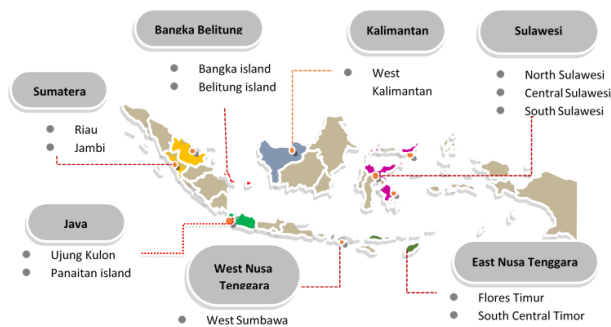 Bangka Belitung
Bangka island
Belitung island
Kalimantan
West
Kalimantan
Sulawesi
North Sulawesi
Central Sulawesi
South Sulawesi
Sumatera
Riau
Jambi
Java
Ujung Kulon
Panaitan island
West Nusa
Tenggara
West Sumbawa
East Nusa Tenggara
Flores Timur
South Central Timor